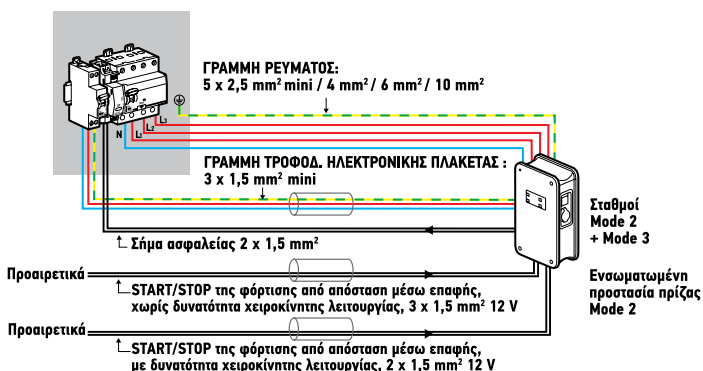 ΓΡΑΜΜΗ ΡΕΥΜΑΤΟΣ:
5 x 2,5 mm² mini / 4 mm² / 6 mm² / 10 mm²
N L1 L2 L3
ΓΡΑΜΜΗ ΤΡΟΦΟΔ. ΗΛΕΚΤΡΟΝΙΚΗΣ ΠΛΑΚΕΤΑΣ :
3 x 1,5 mm² mini
Σταθμοί
Mode 2
+ Mode 3
Σήμα ασφαλείας 2 x 1,5 mm²
Ενσωματωμένη
προστασία πρίζας
Mode 2
Προαιρετικά
START/STOP της φόρτισης από απόσταση μέσω επαφής,
χωρίς δυνατότητα χειροκίνητης λειτουργίας, 3 x 1,5 mm² 12 V
Προαιρετικά
START/STOP της φόρτισης από απόσταση μέσω επαφής,
με δυνατότητα χειροκίνητης λειτουργίας, 2 x 1,5 mm² 12 V